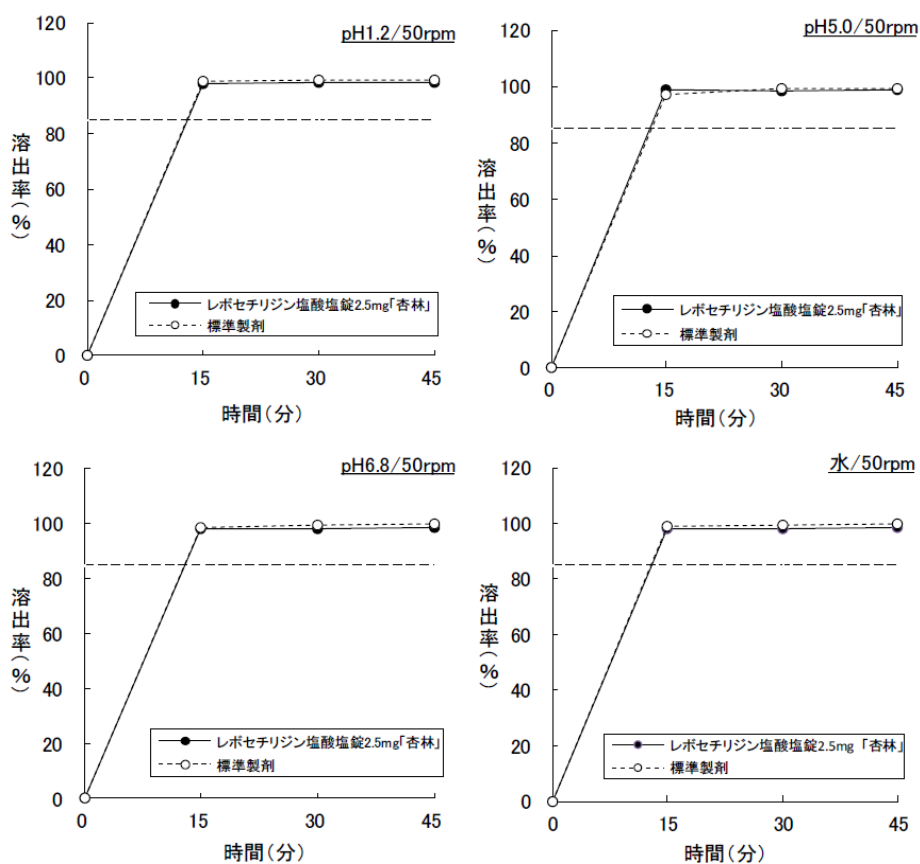 pH1.2/50rpm
120
100
80
60
40
20
0
溶出率(%)
レボセチリジン塩酸塩錠2.5mg「杏林」
標準製剤
0 15 30 45
時間(分)
pH5.0/50rpm
120
100
80
60
40
20
0
溶出率(%)
レボセチリジン塩酸塩錠2.5mg「杏林」
標準製剤
0 15 30 45
時間(分)
pH6.8/50rpm
120
100
80
60
40
20
0
溶出率(%)
レボセチリジン塩酸塩錠2.5mg「杏林」
標準製剤
0 15 30 45
時間(分)
水/50rpm
120
100
80
60
40
20
0
溶出率(%)
レボセチリジン塩酸塩錠2.5mg 「杏林」
標準製剤
0 15 30 45
時間(分)